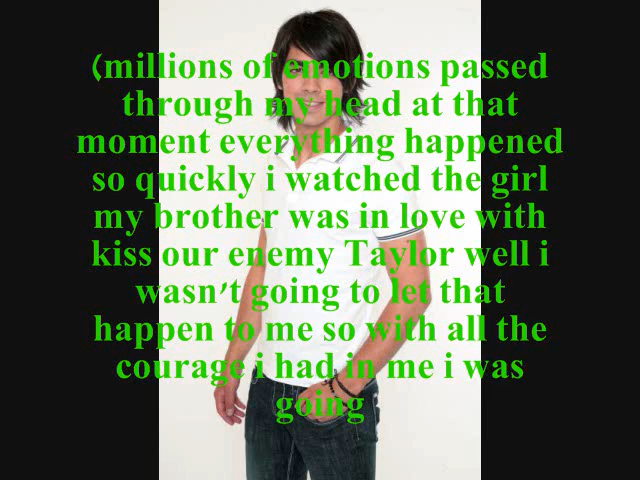 (millions of emotions passed
through my head at that
moment everything happened
so quickly i watched the girl
my brother was in love with
kiss our enemy Taylor well i
wasn't going to let that
happen to me so with all the
courage i had in me i was
going